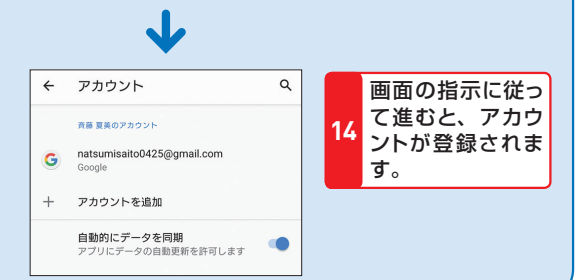 アカウント
斉藤 夏美のアカウント
natsumisaito0425@gmail.com
Google
アカウントを追加
自動的にデータを同期
アプリにデータの自動更新を許可します
14
画面の指示に従っ
て進むと、アカウ
ントが登録されま
す。